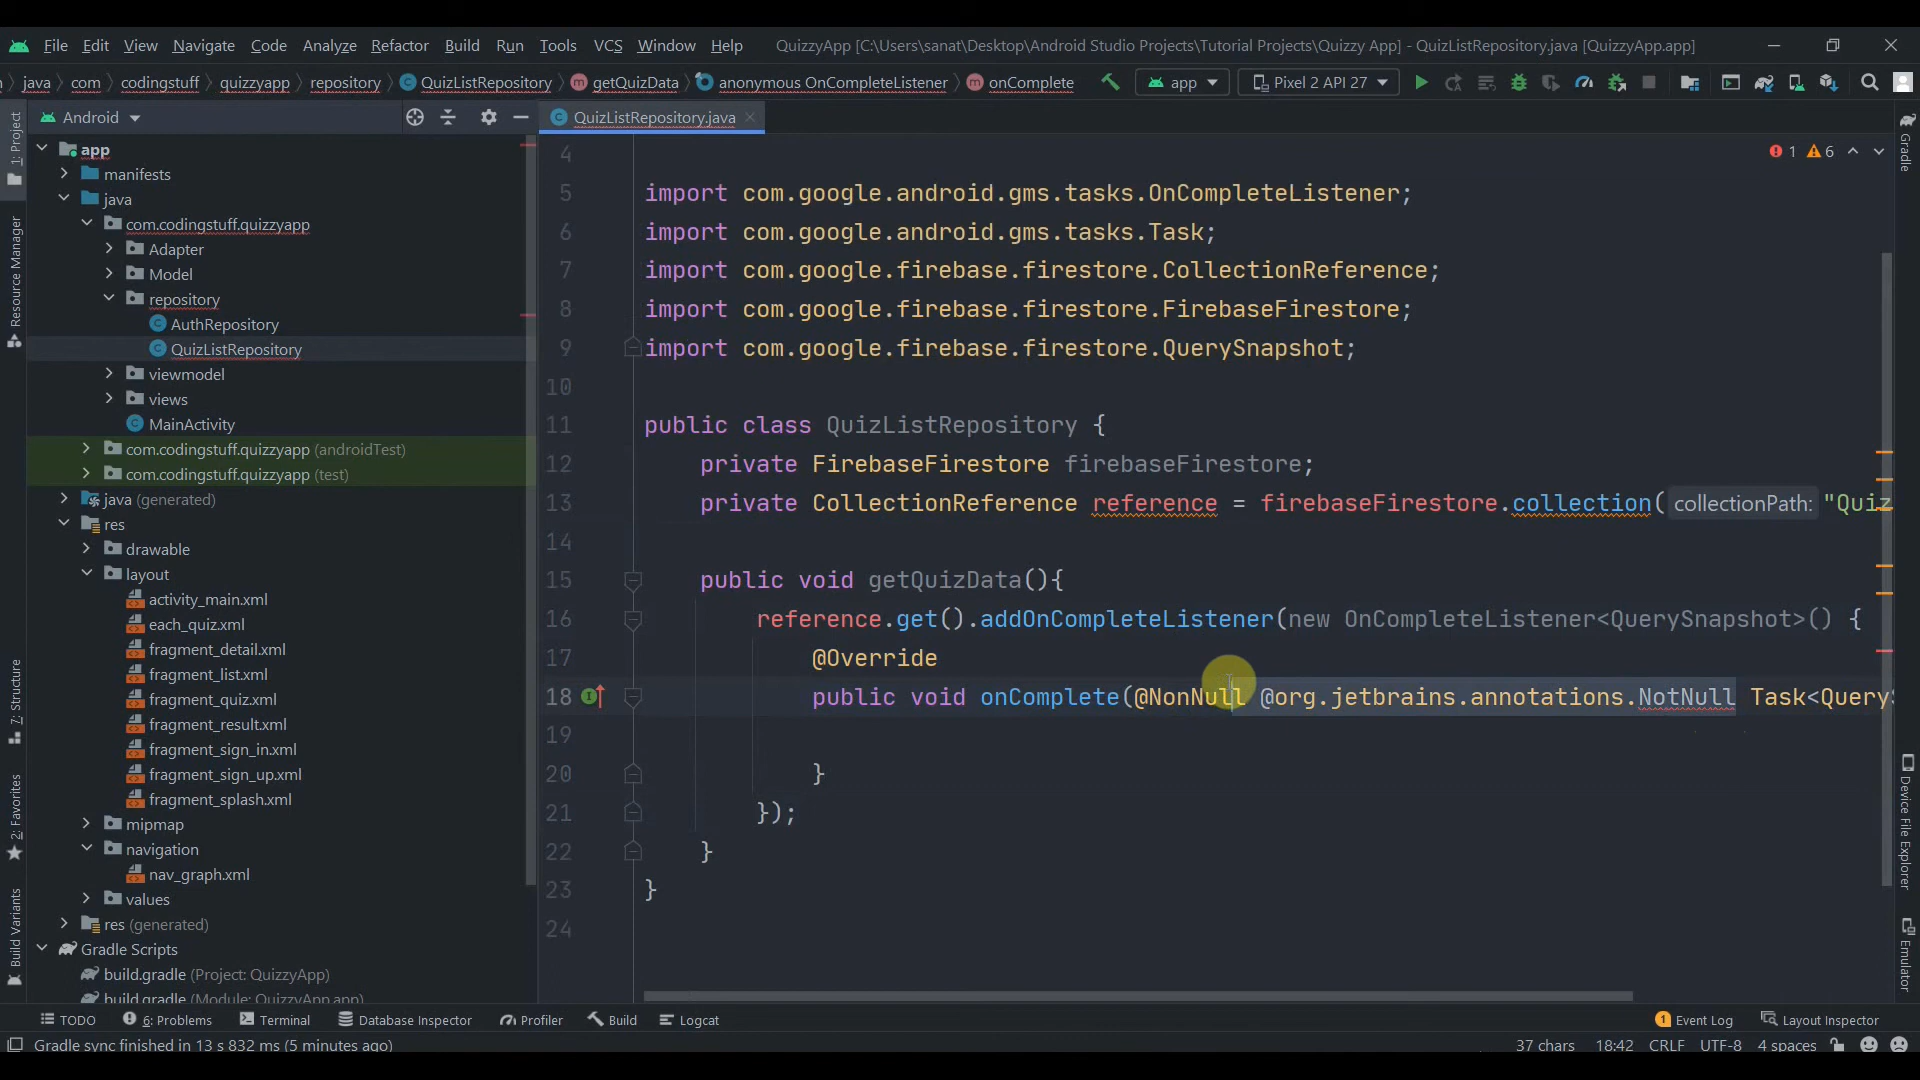 File Edit View Navigate Code Analyze Refactor Build Run Tools VCS Window Help QuizzyApp [C:\Users\sanat\Desktop\Android Studio Projects\Tutorial Projects\Quizzy App] - QuizListRepository.java [QuizzyApp.app]
java com codingstuff quizzyapp repository QuizListRepository getQuizData anonymous OnCompleteListener onComplete app Pixel 2 API 27
Android
QuizListRepository.java
1: Project
Resource Manager
7: Structure
2: Favorites
Build Variants
app
manifests
java
com.codingstuff.quizzyapp
Adapter
Model
repository
AuthRepository
QuizListRepository
viewmodel
views
MainActivity
com.codingstuff.quizzyapp (androidTest)
com.codingstuff.quizzyapp (test)
java (generated)
res
drawable
layout
activity_main.xml
each_quiz.xml
fragment_detail.xml
fragment_list.xml
fragment_quiz.xml
fragment_result.xml
fragment_sign_in.xml
fragment_sign_up.xml
fragment_splash.xml
mipmap
navigation
nav_graph.xml
values
res (generated)
Gradle Scripts
build.gradle (Project: QuizzyApp)
build.gradle (Module: QuizzyApp.app)
1 6
4
5 import com.google.android.gms.tasks.OnCompleteListener;
6 import com.google.android.gms.tasks.Task;
7 import com.google.firebase.firestore.CollectionReference;
8 import com.google.firebase.firestore.FirebaseFirestore;
9 import com.google.firebase.firestore.QuerySnapshot;
10
11 public class QuizListRepository {
12 private FirebaseFirestore firebaseFirestore;
13 private CollectionReference reference = firebaseFirestore.collection( collectionPath: "Quiz
14
15 public void getQuizData(){
16 reference.get().addOnCompleteListener(new OnCompleteListener<QuerySnapshot>() {
17 @Override
18 public void onComplete(@NonNull @org.jetbrains.annotations.NotNull Task<QueryS
19
20 }
21 });
22 }
23 }
24
Gradle
Device File Explorer
Emulator
TODO 6: Problems Terminal Database Inspector Profiler Build Logcat 1 Event Log Layout Inspector
Gradle sync finished in 13 s 832 ms (5 minutes ago) 37 chars 18:42 CRLF UTF-8 4 spaces